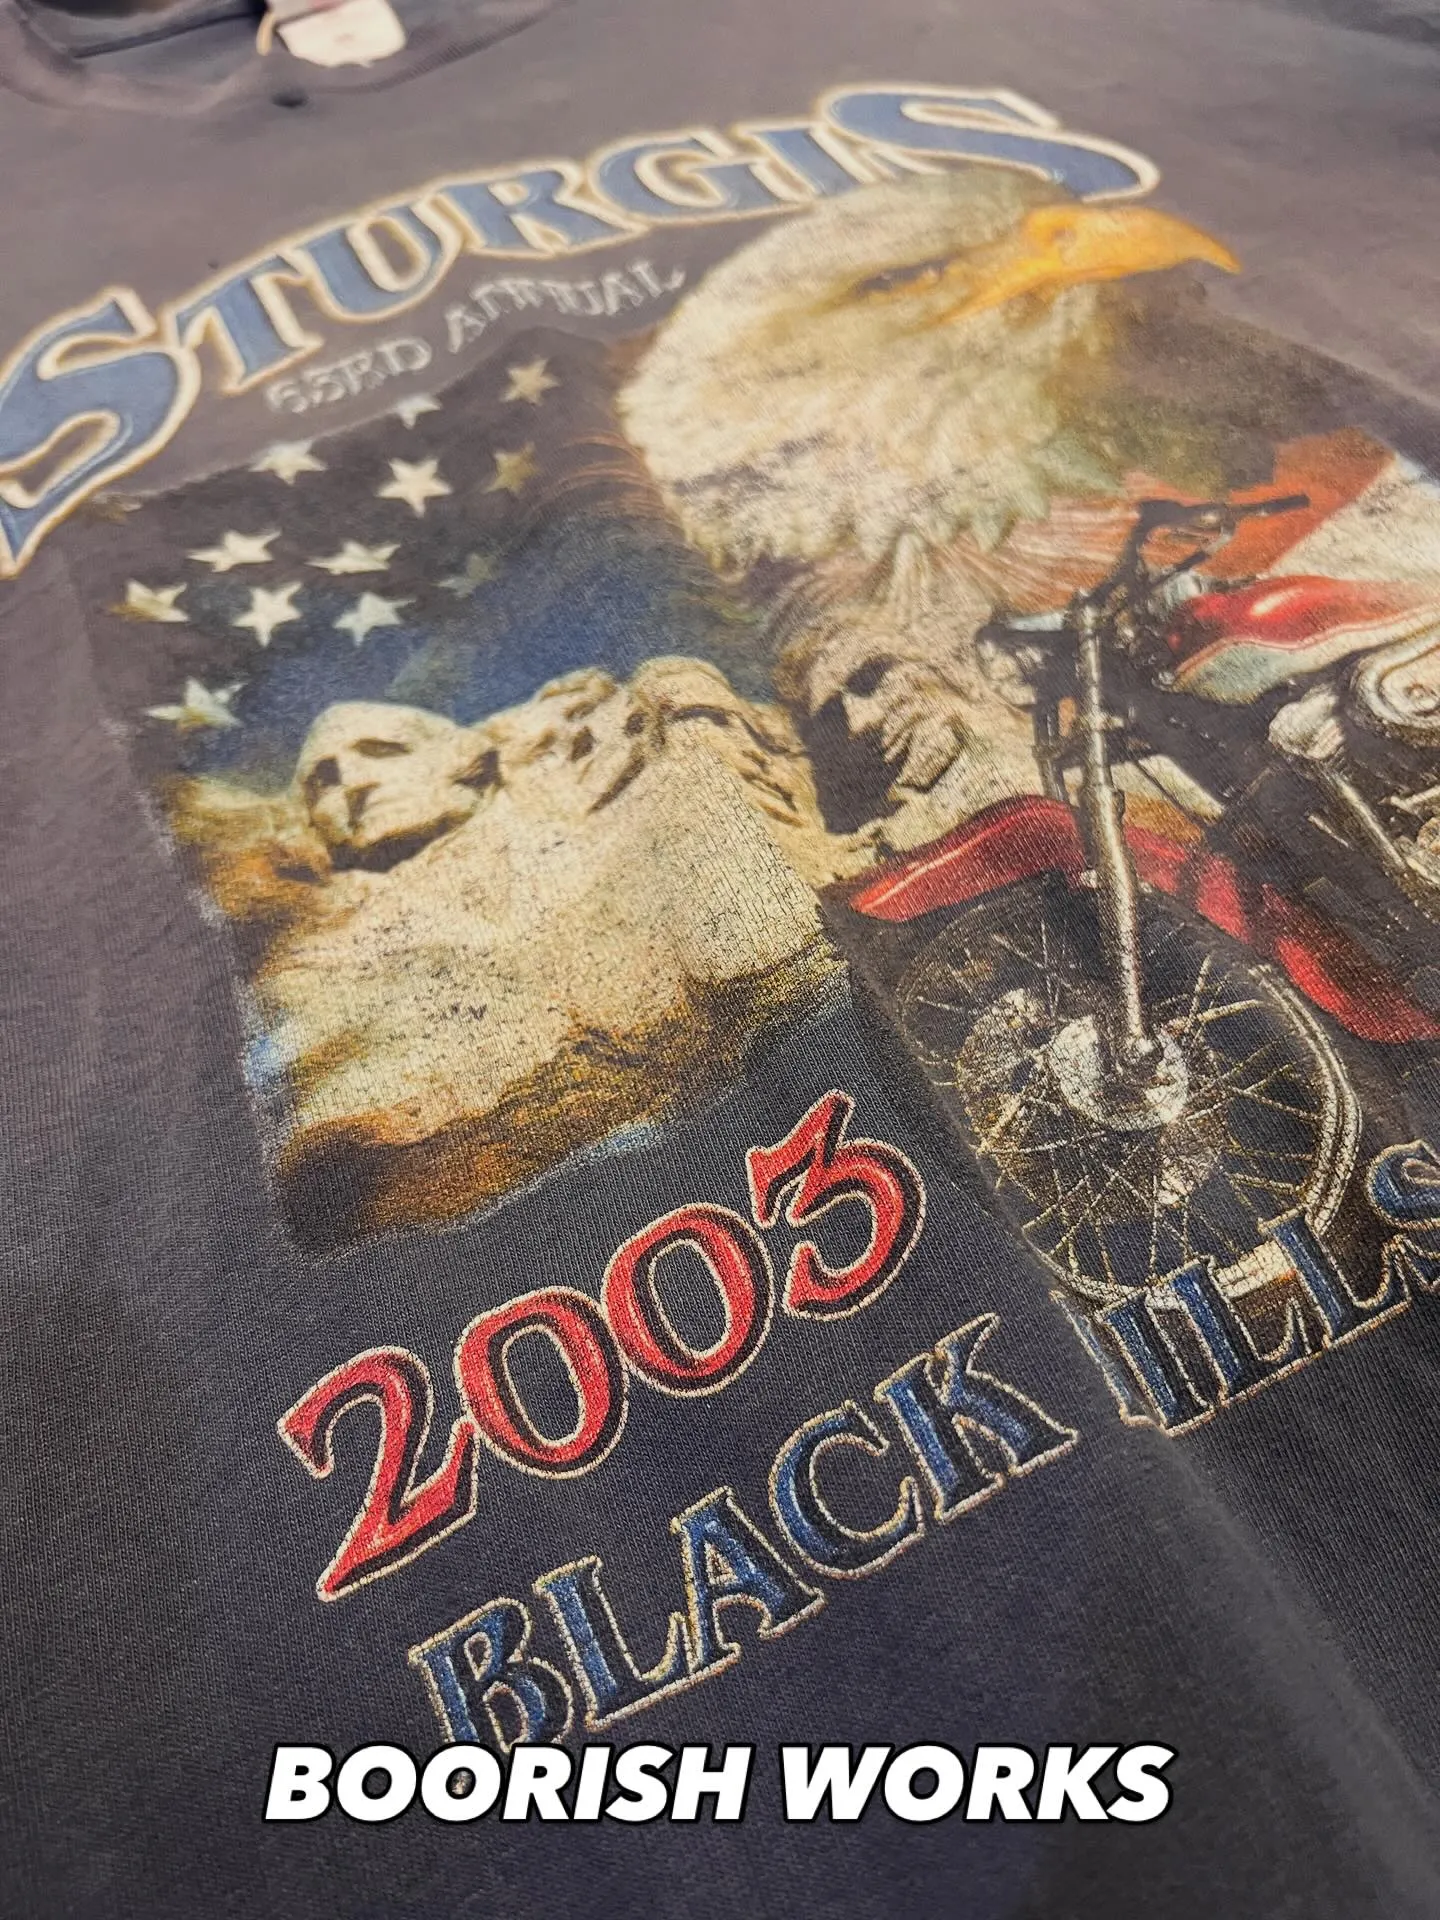 STURGIS
63RD ANNUAL
2003
BLACK HILLS
BOORISH WORKS